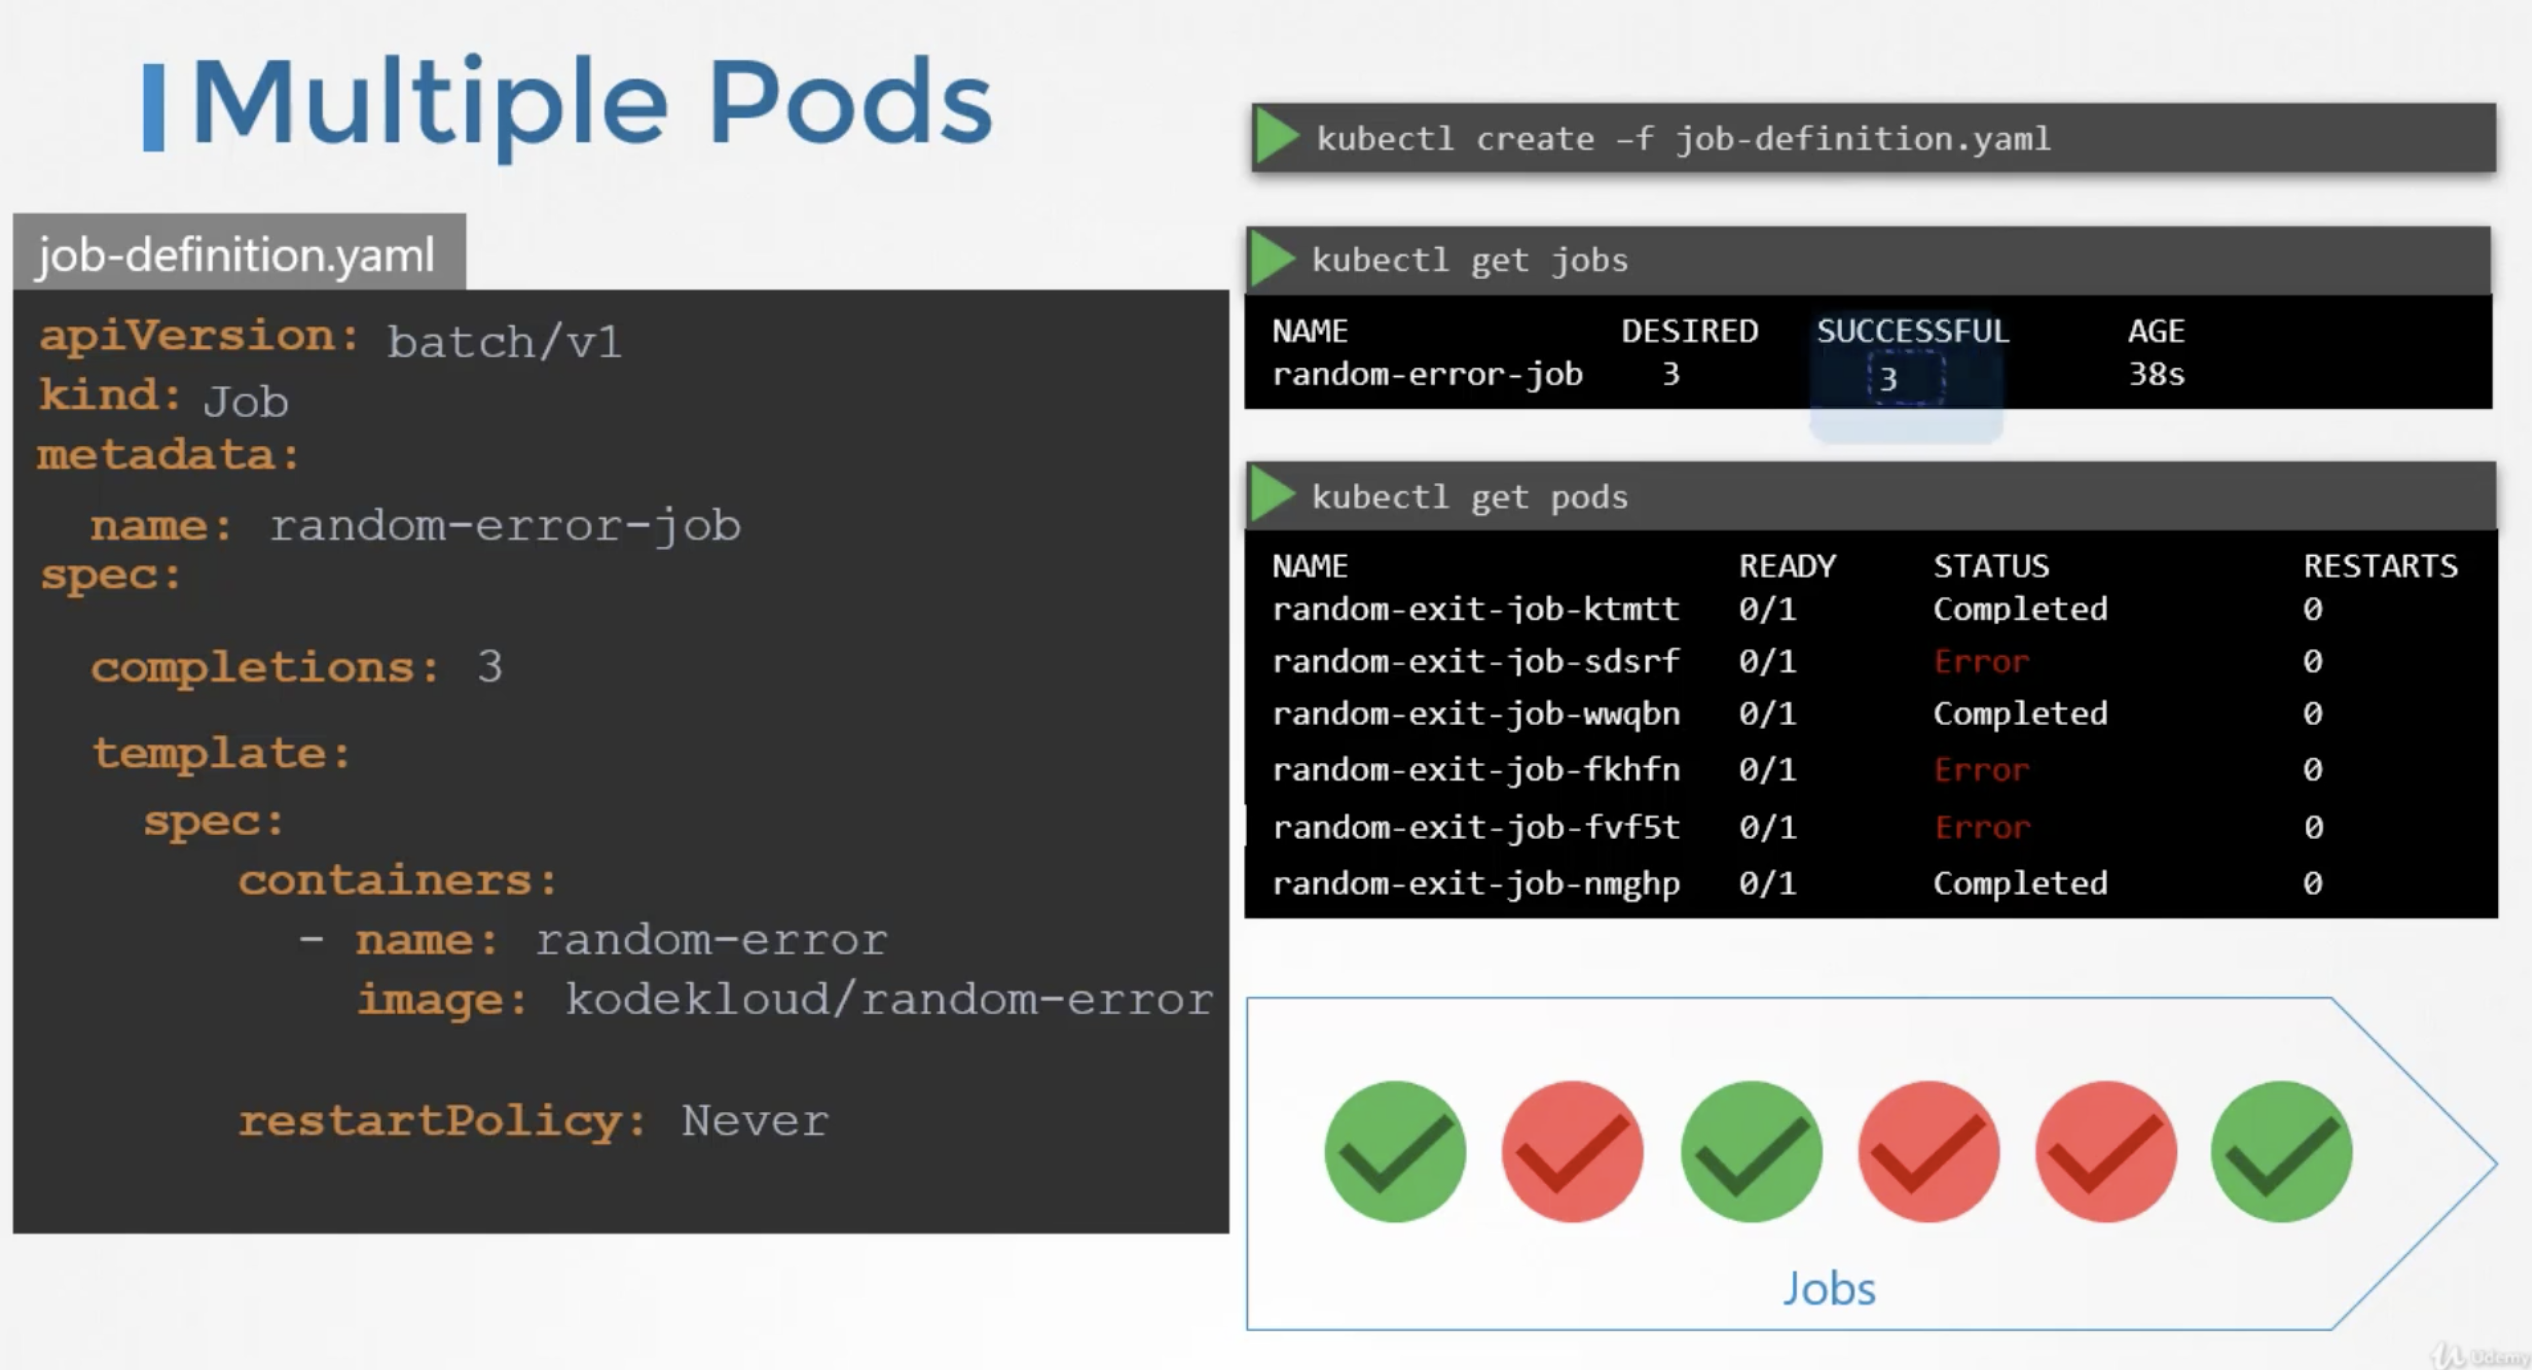 Multiple Pods
job-definition.yaml
apiVersion: batch/v1
kind: Job
metadata:
  name: random-error-job
spec:
  completions: 3
  template:
    spec:
      containers:
        - name: random-error
          image: kodekloud/random-error
      restartPolicy: Never
kubectl create –f job-definition.yaml
kubectl get jobs
NAME DESIRED SUCCESSFUL AGE
random-error-job 3 3 38s
kubectl get pods
NAME READY STATUS RESTARTS
random-exit-job-ktmtt 0/1 Completed 0
random-exit-job-sdsrf 0/1 Error 0
random-exit-job-wwqbn 0/1 Completed 0
random-exit-job-fkhfn 0/1 Error 0
random-exit-job-fvf5t 0/1 Error 0
random-exit-job-nmghp 0/1 Completed 0
Jobs
Udemy